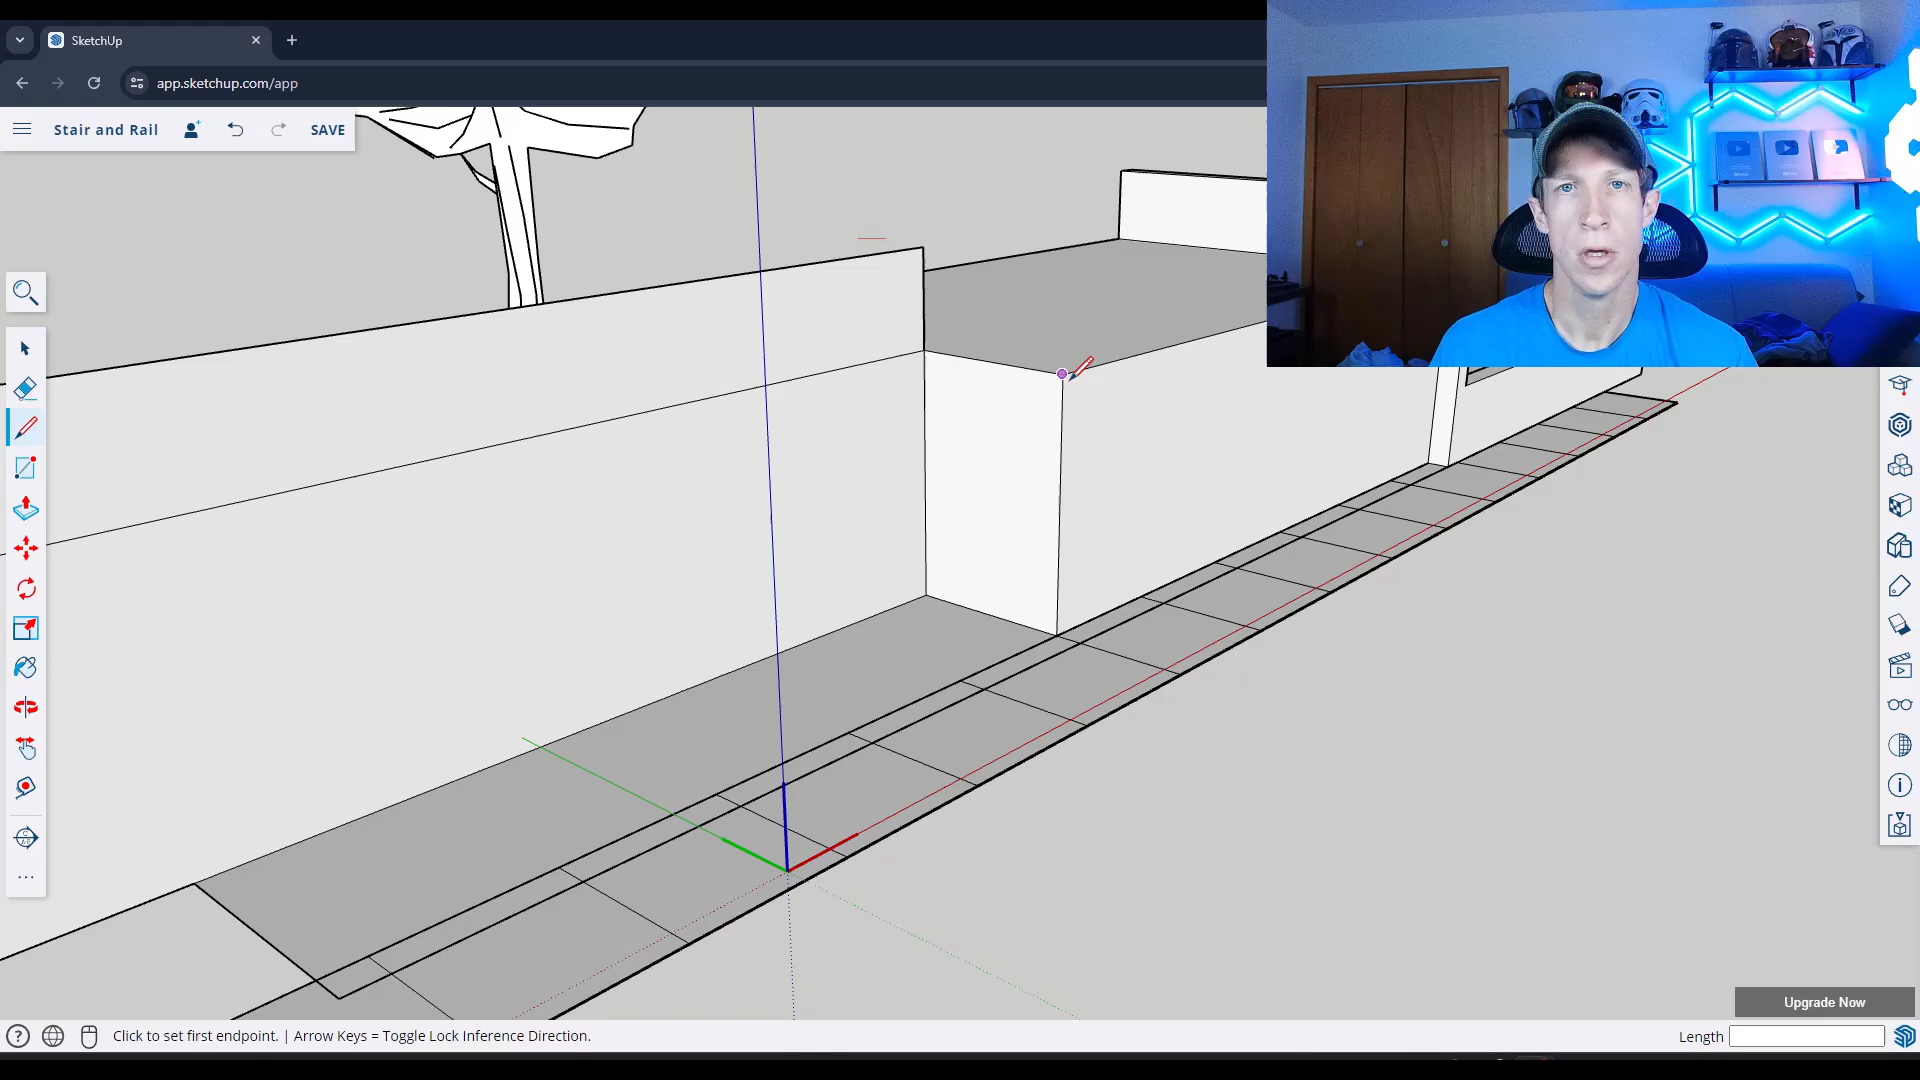 SketchUp
app.sketchup.com/app
Stair and Rail
SAVE
Upgrade Now
Click to set first endpoint. | Arrow Keys = Toggle Lock Inference Direction.
Length